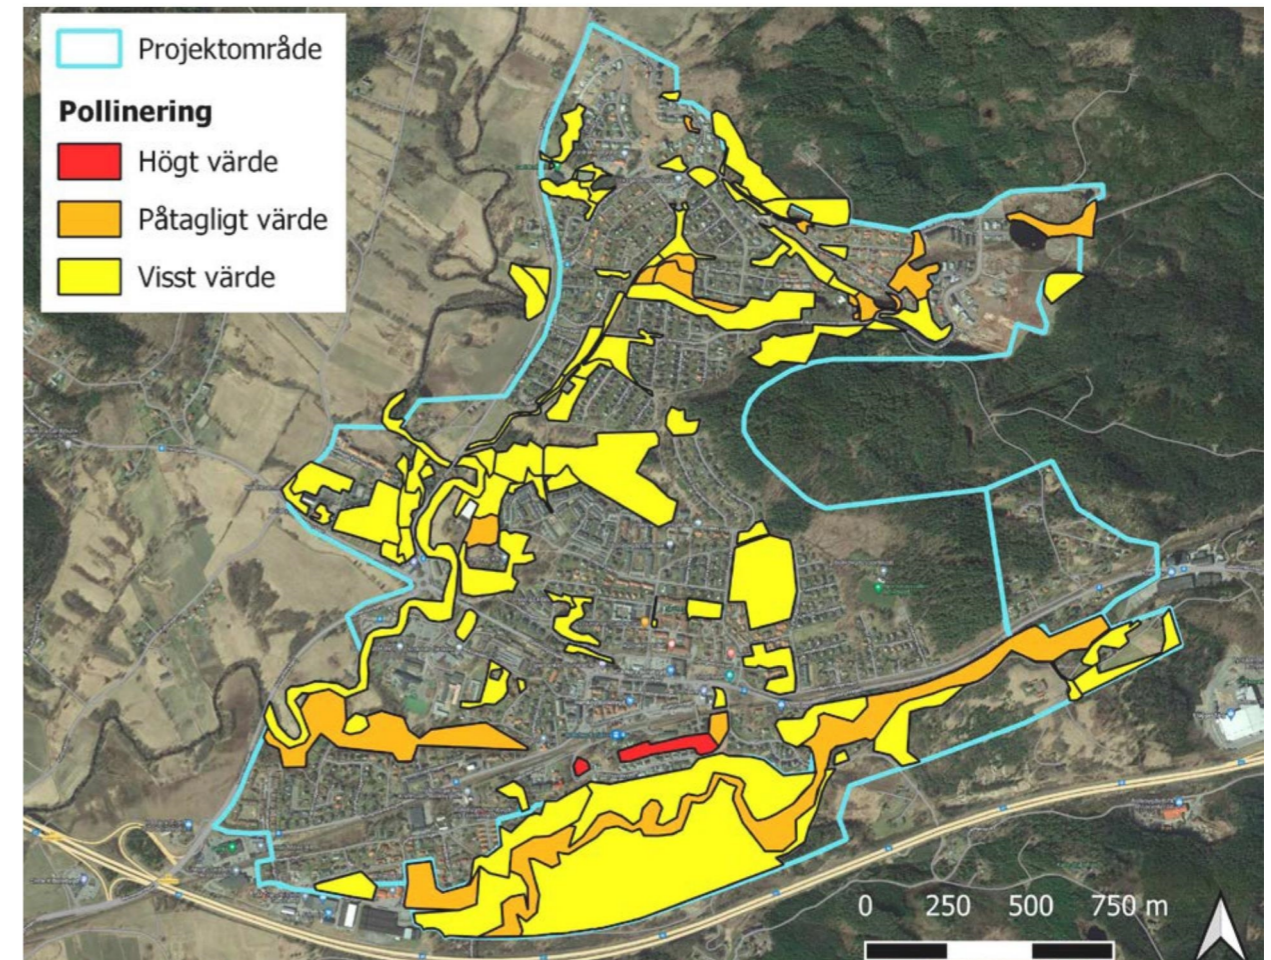 Projektområde
Pollinering
Högt värde
Påtagligt värde
Visst värde
0 250 500 750 m